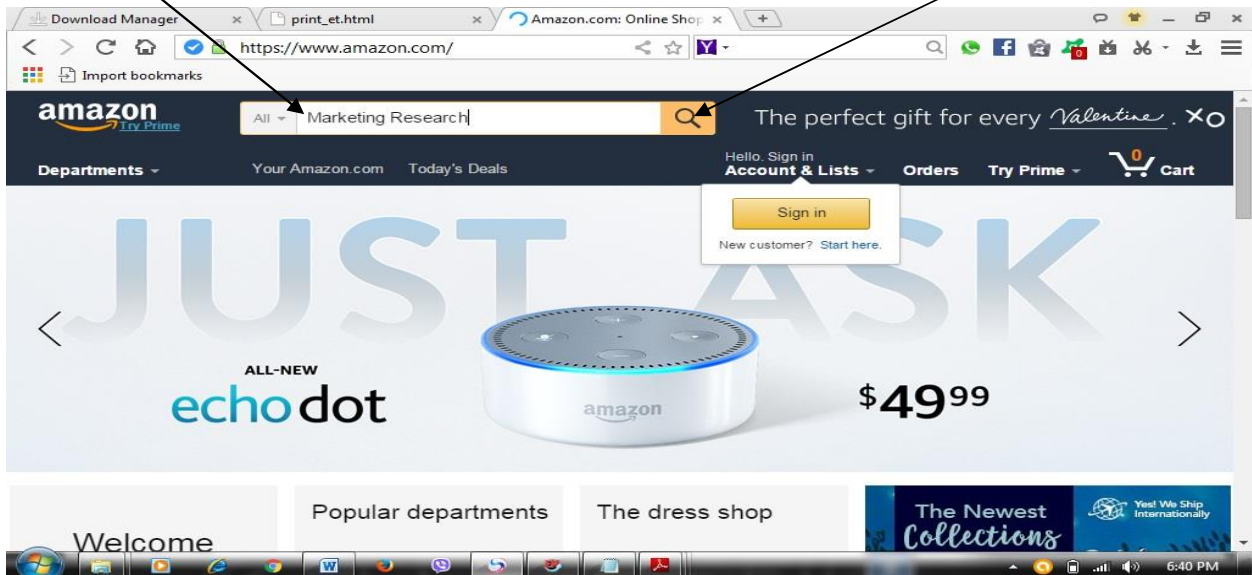 Download Manager
print_et.html
Amazon.com: Online Shop
https://www.amazon.com/
Import bookmarks
amazon
Try Prime
All
Marketing Research
The perfect gift for every Valentine. XO
Departments
Your Amazon.com
Today's Deals
Hello. Sign in
Account & Lists
Orders
Try Prime
0
Cart
Sign in
New customer? Start here.
JUST ASK
ALL-NEW
echo dot
amazon
$4999
Welcome
Popular departments
The dress shop
The Newest
Collections
Yes! We Ship
Internationally
6:40 PM